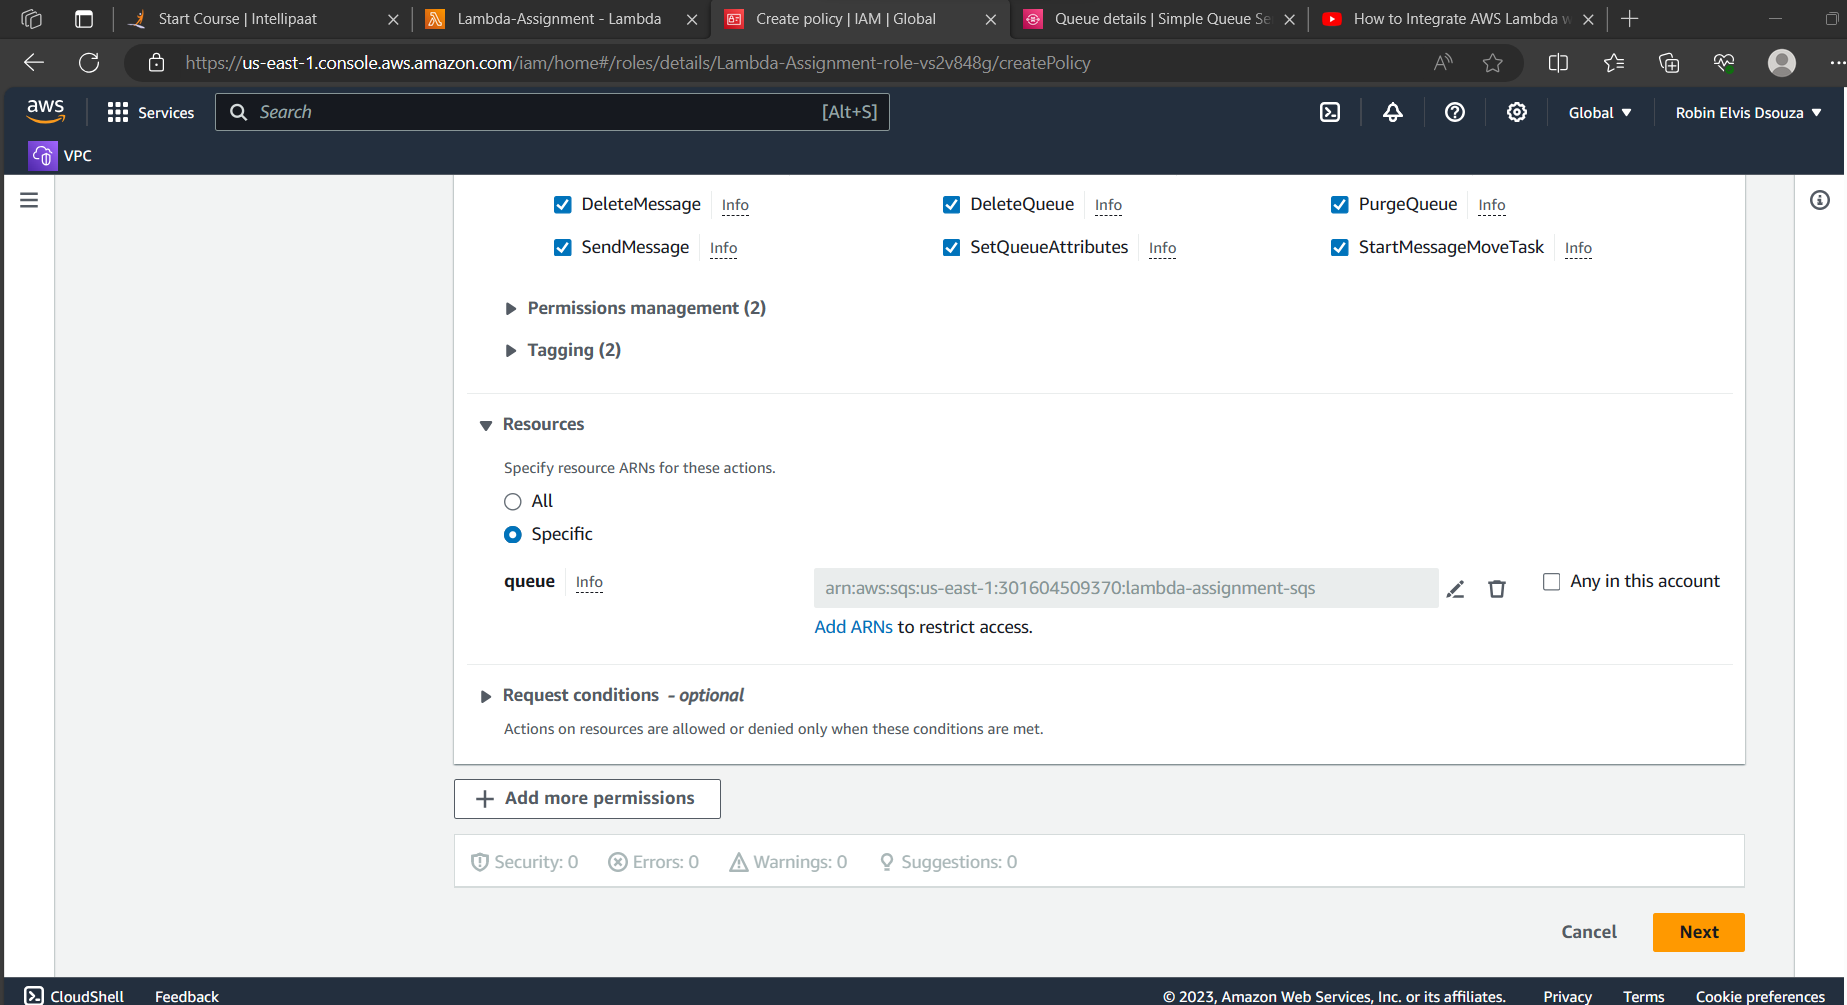 Start Course | Intellipaat
Lambda-Assignment - Lambda
Create policy | IAM | Global
Queue details | Simple Queue Se
How to Integrate AWS Lambda w
https://us-east-1.console.aws.amazon.com/iam/home#/roles/details/Lambda-Assignment-role-vs2v848g/createPolicy
aws
Services
Search
[Alt+S]
Global
Robin Elvis Dsouza
VPC
DeleteMessage Info
DeleteQueue Info
PurgeQueue Info
SendMessage Info
SetQueueAttributes Info
StartMessageMoveTask Info
Permissions management (2)
Tagging (2)
Resources
Specify resource ARNs for these actions.
All
Specific
queue Info
arn:aws:sqs:us-east-1:301604509370:lambda-assignment-sqs
Any in this account
Add ARNs to restrict access.
Request conditions - optional
Actions on resources are allowed or denied only when these conditions are met.
Add more permissions
Security: 0
Errors: 0
Warnings: 0
Suggestions: 0
Cancel
Next
CloudShell
Feedback
© 2023, Amazon Web Services, Inc. or its affiliates.
Privacy
Terms
Cookie preferences